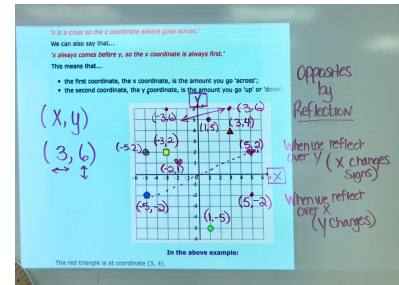 'x is a cross so the x coordinate always goes across.'
We can also say that...
'x always comes before y, so the x coordinate is always first.'
This means that...
• the first coordinate, the x coordinate, is the amount you go 'across';
• the second coordinate, the y coordinate, is the amount you go 'up' or 'down'.
(x,y)
(3,6)
Y
(-3,6)
(3,6)
(1,5)
(3,4)
(-5,2)
(-3,2)
(5,2)
(-2,1)
X
(-5,-2)
(5,-2)
(1,-5)
Opposites
by
Reflection
When we reflect
over Y (X changes
signs)
When we reflect
over X
(Y changes)
In the above example:
The red triangle is at coordinate (3, 4).